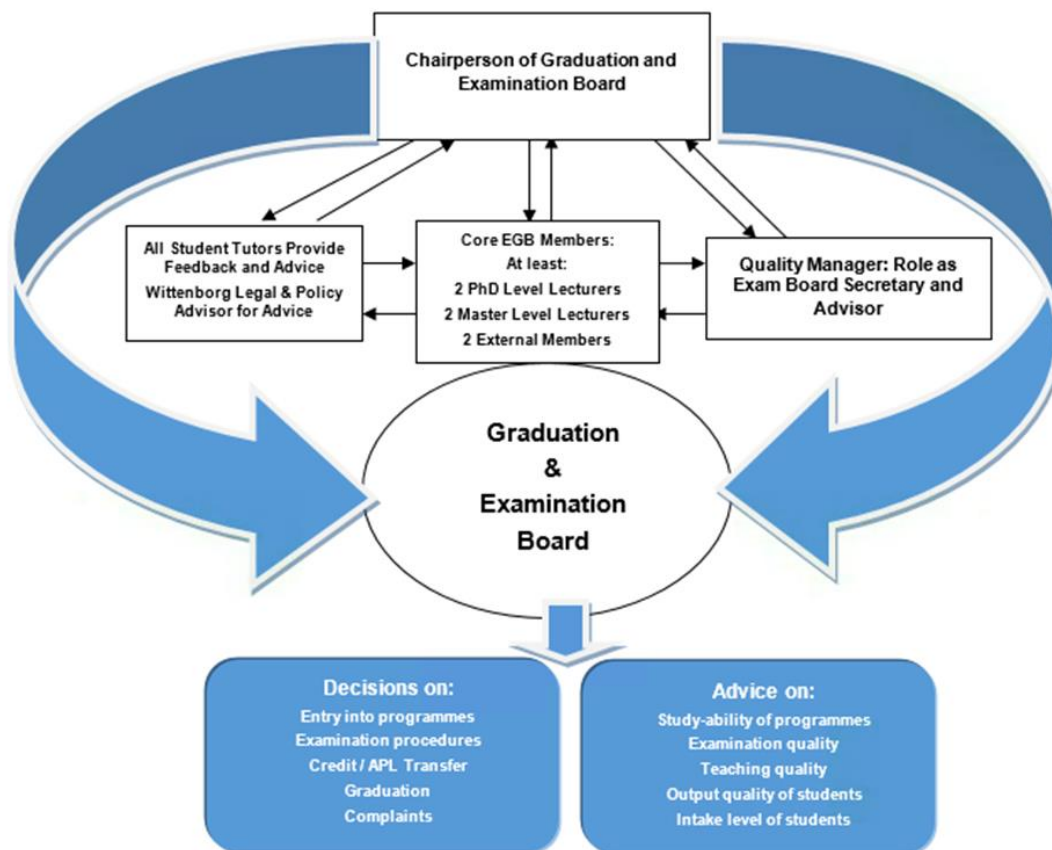 Chairperson of Graduation and
Examination Board
All Student Tutors Provide
Feedback and Advice
Wittenborg Legal & Policy
Advisor for Advice
Core EGB Members:
At least:
2 PhD Level Lecturers
2 Master Level Lecturers
2 External Members
Quality Manager: Role as
Exam Board Secretary and
Advisor
Graduation
&
Examination
Board
Decisions on:
Entry into programmes
Examination procedures
Credit / APL Transfer
Graduation
Complaints
Advice on:
Study-ability of programmes
Examination quality
Teaching quality
Output quality of students
Intake level of students